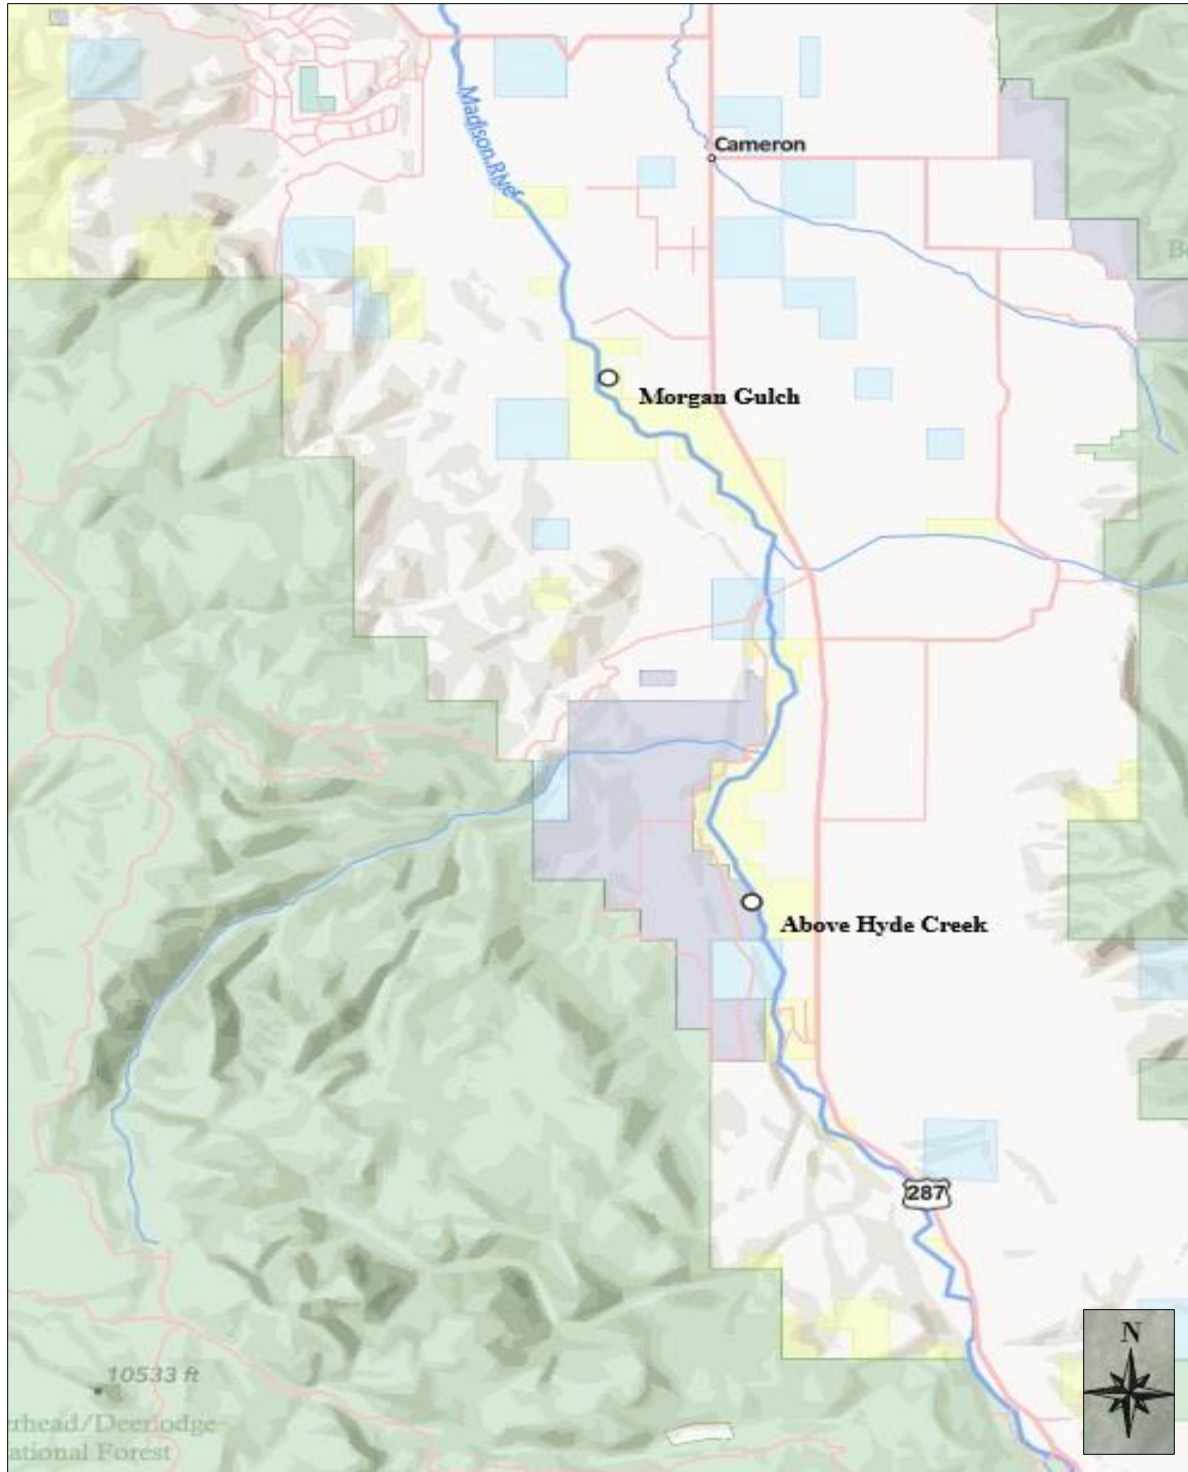 Madison River
Cameron
Morgan Gulch
Above Hyde Creek
287
N
10533 ft
rhead/Deerlodge
ational Forest